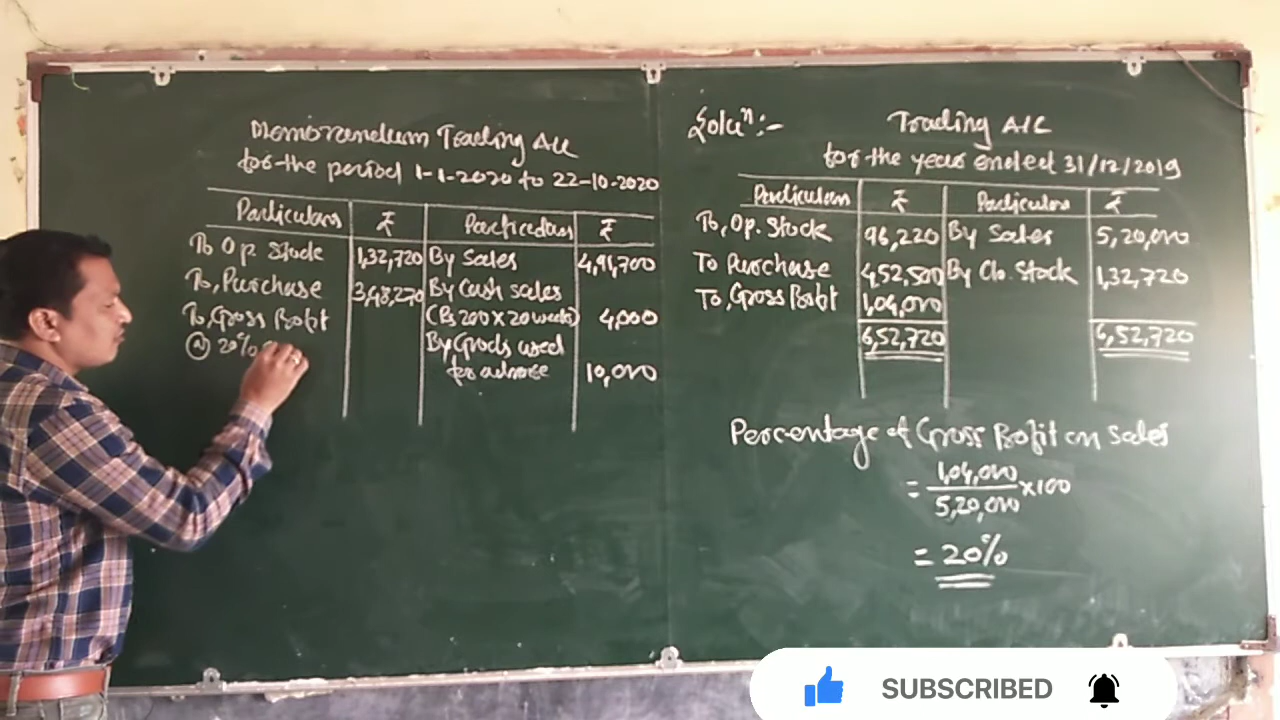 Memorandum Trading A/c
for the period 1-1-2020 to 22-10-2020
Particulars ₹ Particulars ₹
To Op. Stock 1,32,720 By Sales 4,91,700
To, Purchase 3,48,270 By Cash sales
To, Gross Profit (Rs 200 X 20 weeks) 4,000
@ 20% By Goods used
for advase 10,000
Solun:-
Trading A/C
for the year ended 31/12/2019
Particulars ₹ Particulars ₹
To, Op. Stock 96,220 By Sales 5,20,000
To Purchase 4,52,500 By Clo. Stock 1,32,720
To, Gross Profit 1,04,000
6,52,720 6,52,720
Percentage of Gross Profit on Sales
= 1,04,000
5,20,000 x100
= 20%
SUBSCRIBED